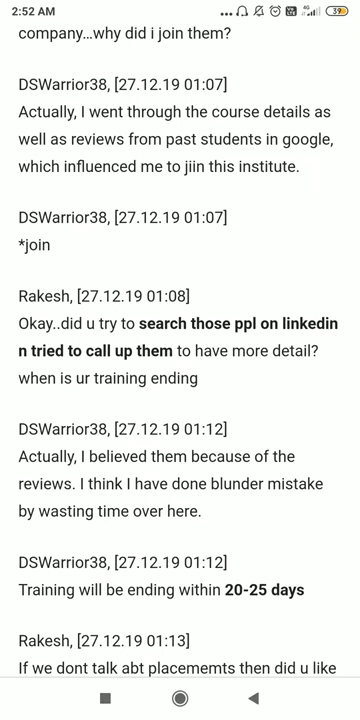 2:52 AM
4G
39
company...why did i join them?
DSWarrior38, [27.12.19 01:07]
Actually, I went through the course details as
well as reviews from past students in google,
which influenced me to jiin this institute.
DSWarrior38, [27.12.19 01:07]
*join
Rakesh, [27.12.19 01:08]
Okay..did u try to search those ppl on linkedin
n tried to call up them to have more detail?
when is ur training ending
DSWarrior38, [27.12.19 01:12]
Actually, I believed them because of the
reviews. I think I have done blunder mistake
by wasting time over here.
DSWarrior38, [27.12.19 01:12]
Training will be ending within 20-25 days
Rakesh, [27.12.19 01:13]
If we dont talk abt placememts then did u like